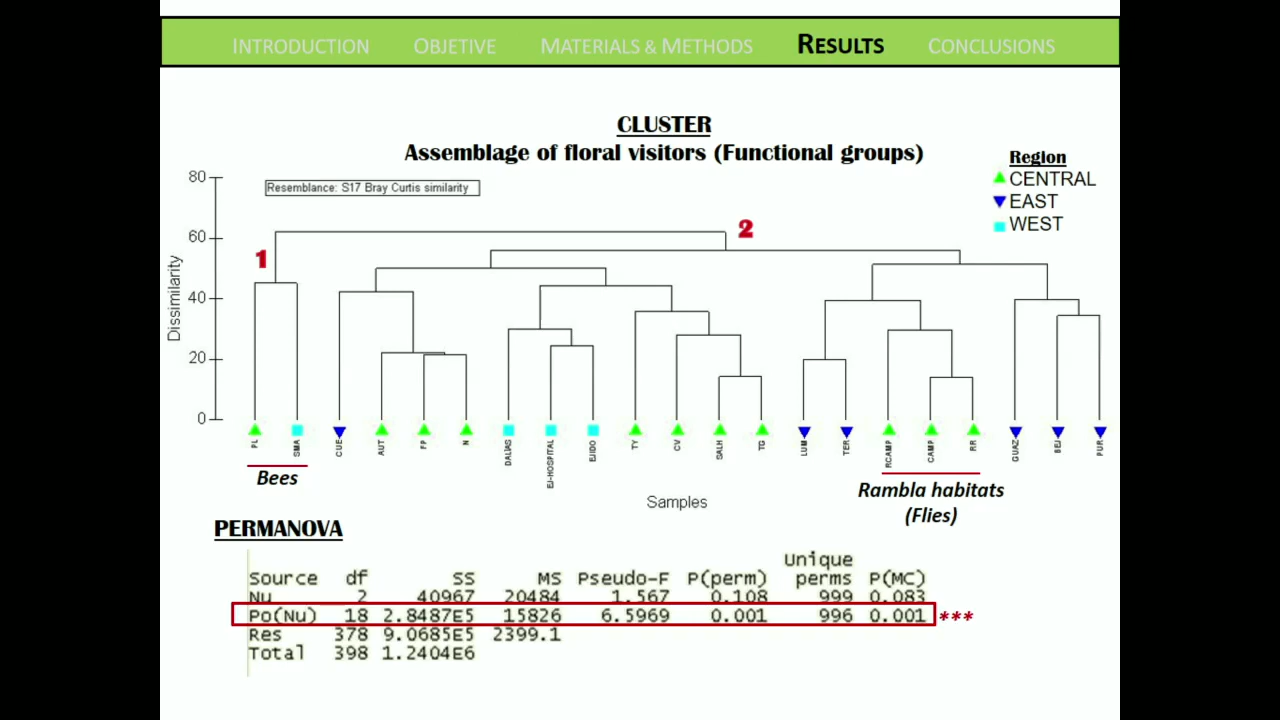 INTRODUCTION OBJETIVE MATERIALS & METHODS RESULTS CONCLUSIONS
CLUSTER
Assemblage of floral visitors (Functional groups)
Region
CENTRAL
EAST
WEST
Resemblance: S17 Bray Curtis similarity
80
60
40
20
0
Dissimilarity
1
2
PL SMA CUE AUT FP N DALIAS EJ-HOSPITAL EJIDO TY CV SALH TG LUM TER RCAMP CAMP RR GUAZ BEJ PUR
Bees
Rambla habitats
(Flies)
Samples
PERMANOVA
Unique
Source df SS MS Pseudo-F P(perm) perms P(MC)
Nu 2 40967 20484 1.567 0.108 999 0.083
Po(Nu) 18 2.8487E5 15826 6.5969 0.001 996 0.001 ***
Res 378 9.0685E5 2399.1
Total 398 1.2404E6